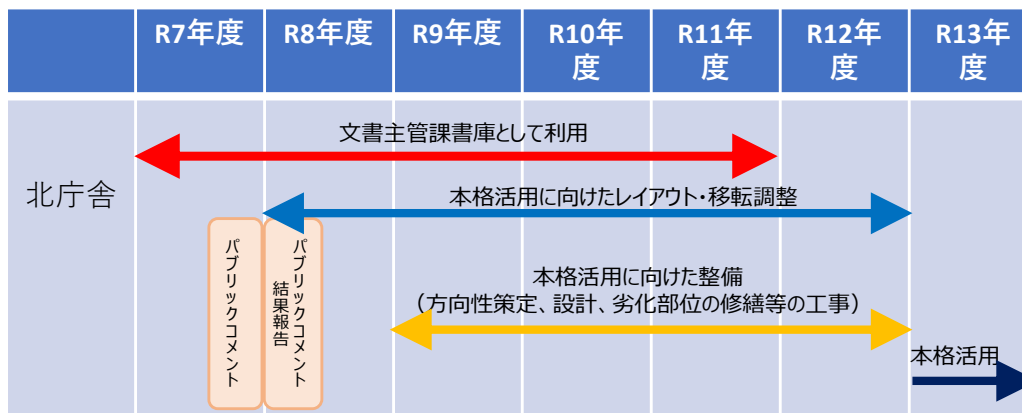 R7年度
R8年度
R9年度
R10年
度
R11年
度
R12年
度
R13年
度
北庁舎
文書主管課書庫として利用
本格活用に向けたレイアウト・移転調整
パブリックコメント
パブリックコメント
結果報告
本格活用に向けた整備
（方向性策定、設計、劣化部位の修繕等の工事）
本格活用